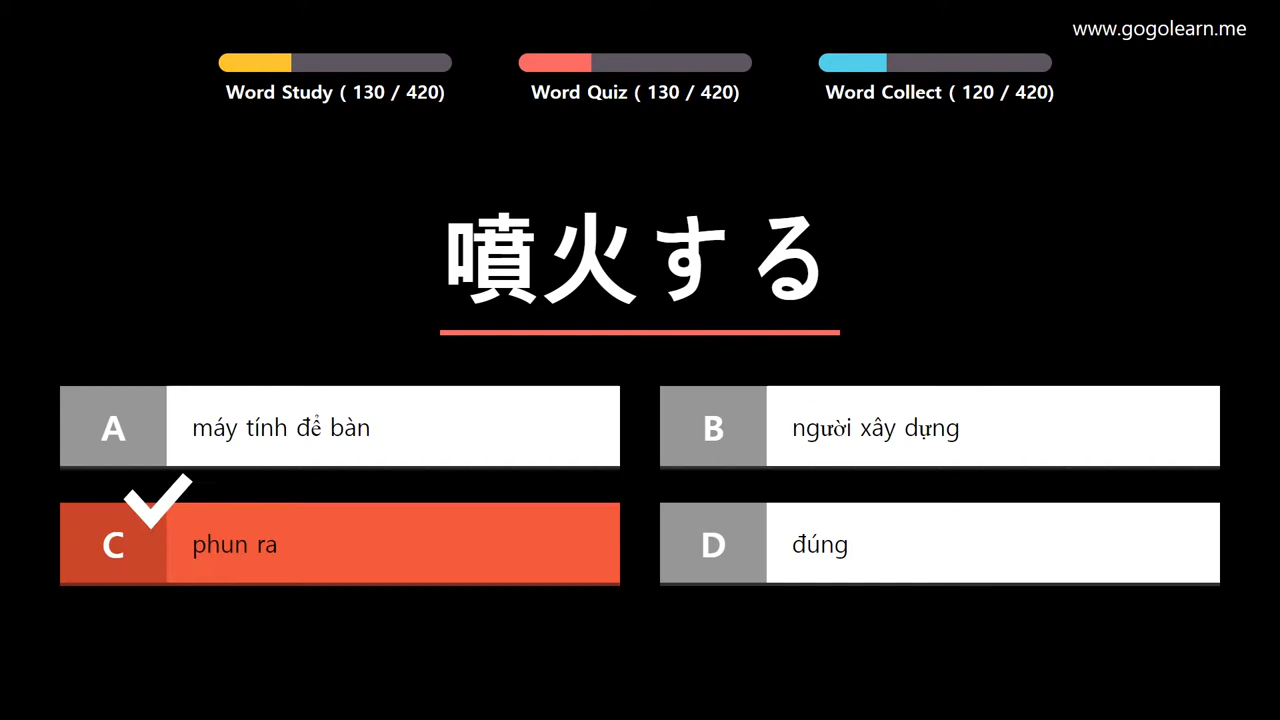 www.gogolearn.me
Word Study ( 130 / 420)
Word Quiz ( 130 / 420)
Word Collect ( 120 / 420)
噴火する
A
máy tính để bàn
B
người xây dựng
C
phun ra
D
đúng